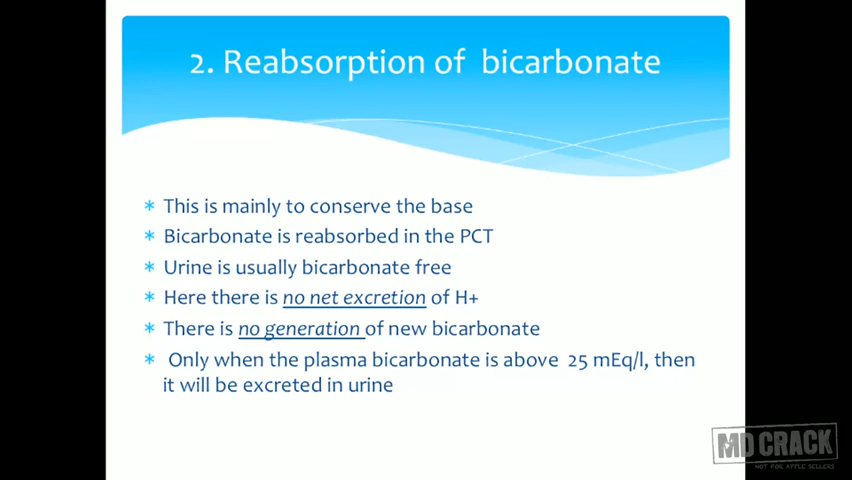 2. Reabsorption of bicarbonate
* This is mainly to conserve the base
* Bicarbonate is reabsorbed in the PCT
* Urine is usually bicarbonate free
* Here there is no net excretion of H+
* There is no generation of new bicarbonate
* Only when the plasma bicarbonate is above 25 mEq/l, then
it will be excreted in urine
MD CRACK
NOT FOR APPLE SELLERS